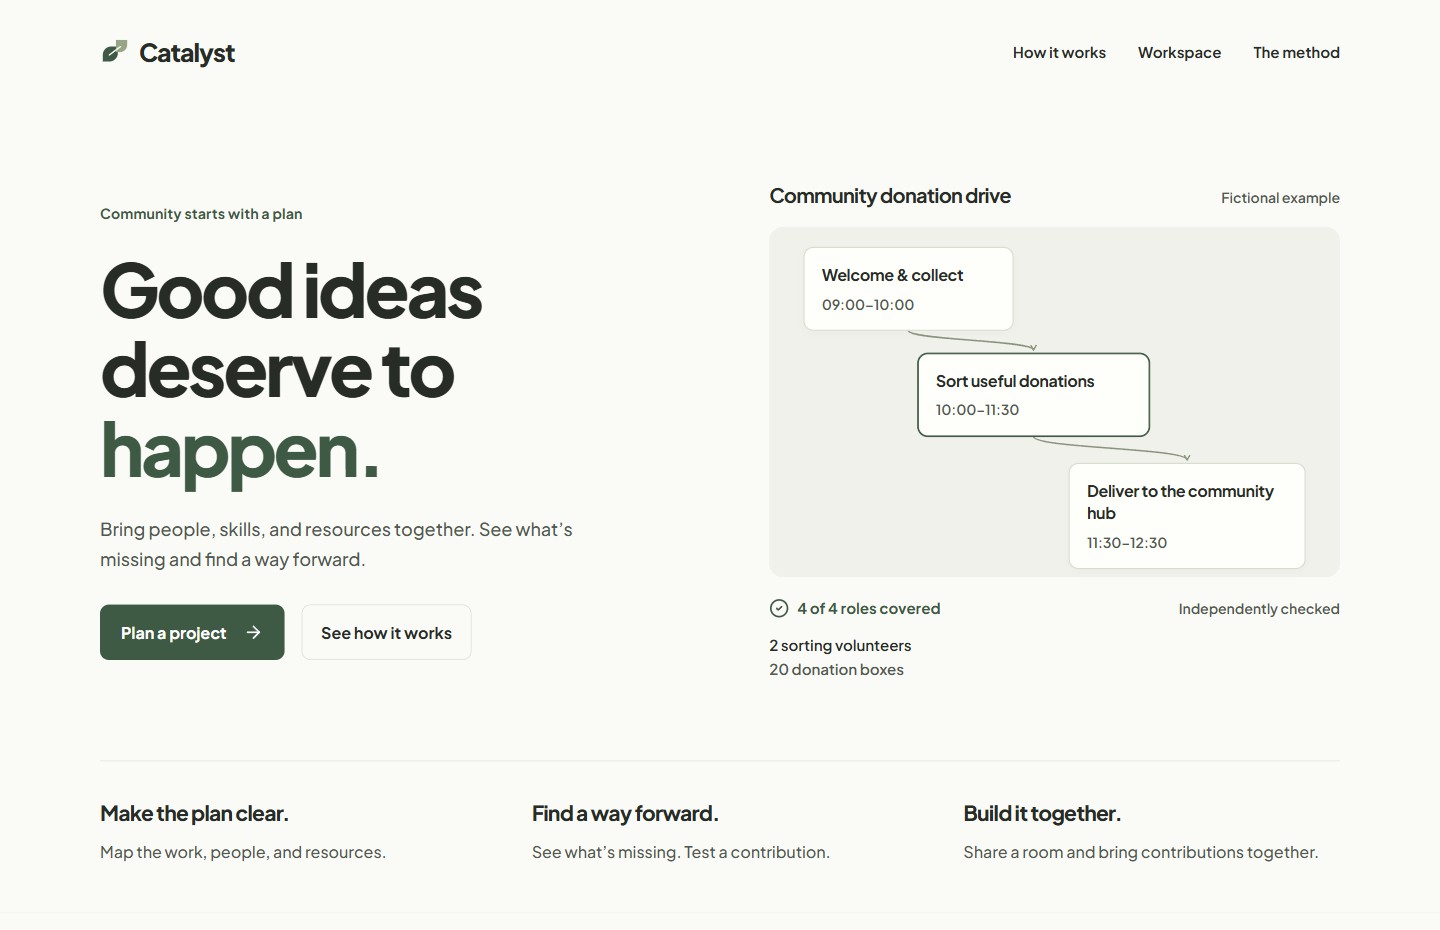 Catalyst
How it works
Workspace
The method
Community starts with a plan
Good ideas
deserve to
happen.
Bring people, skills, and resources together. See what’s
missing and find a way forward.
Plan a project
See how it works
Community donation drive
Fictional example
Welcome & collect
09:00–10:00
Sort useful donations
10:00–11:30
Deliver to the community
hub
11:30–12:30
4 of 4 roles covered
Independently checked
2 sorting volunteers
20 donation boxes
Make the plan clear.
Map the work, people, and resources.
Find a way forward.
See what’s missing. Test a contribution.
Build it together.
Share a room and bring contributions together.